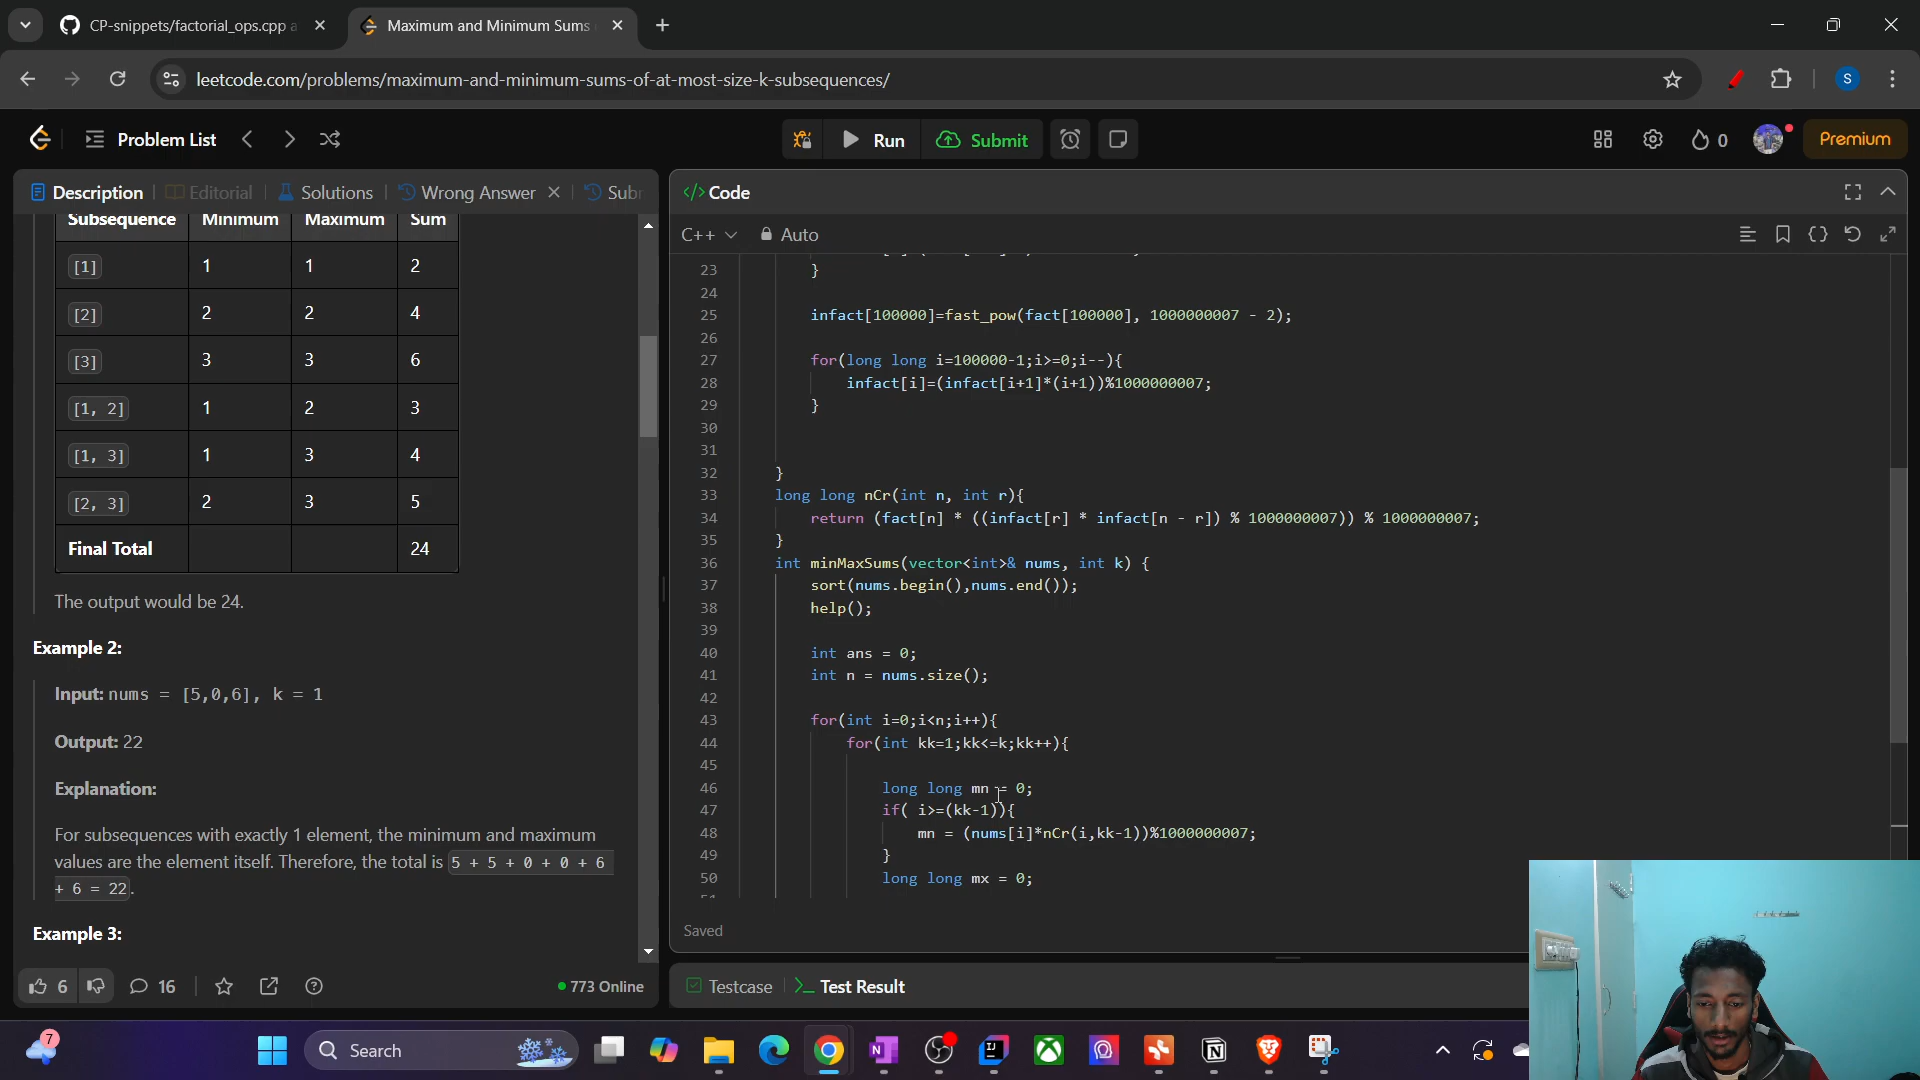 CP-snippets/factorial_ops.cpp a
Maximum and Minimum Sums
leetcode.com/problems/maximum-and-minimum-sums-of-at-most-size-k-subsequences/
S
Problem List
Run
Submit
0
Premium
Description
Editorial
Solutions
Wrong Answer
Sub
Subsequence Minimum Maximum Sum
[1] 1 1 2
[2] 2 2 4
[3] 3 3 6
[1, 2] 1 2 3
[1, 3] 1 3 4
[2, 3] 2 3 5
Final Total 24
The output would be 24.
Example 2:
Input: nums = [5,0,6], k = 1
Output: 22
Explanation:
For subsequences with exactly 1 element, the minimum and maximum
values are the element itself. Therefore, the total is 5 + 5 + 0 + 0 + 6
+ 6 = 22.
Example 3:
6
16
773 Online
</> Code
C++
Auto
23 }
24
25 infact[100000]=fast_pow(fact[100000], 1000000007 - 2);
26
27 for(long long i=100000-1;i>=0;i--){
28 infact[i]=(infact[i+1]*(i+1))%1000000007;
29 }
30
31
32 }
33 long long nCr(int n, int r){
34 return (fact[n] * ((infact[r] * infact[n - r]) % 1000000007)) % 1000000007;
35 }
36 int minMaxSums(vector<int>& nums, int k) {
37 sort(nums.begin(),nums.end());
38 help();
39
40 int ans = 0;
41 int n = nums.size();
42
43 for(int i=0;i<n;i++){
44 for(int kk=1;kk<=k;kk++){
45
46 long long mn = 0;
47 if( i>=(kk-1)){
48 mn = (nums[i]*nCr(i,kk-1))%1000000007;
49 }
50 long long mx = 0;
Saved
Testcase
Test Result
7
Search